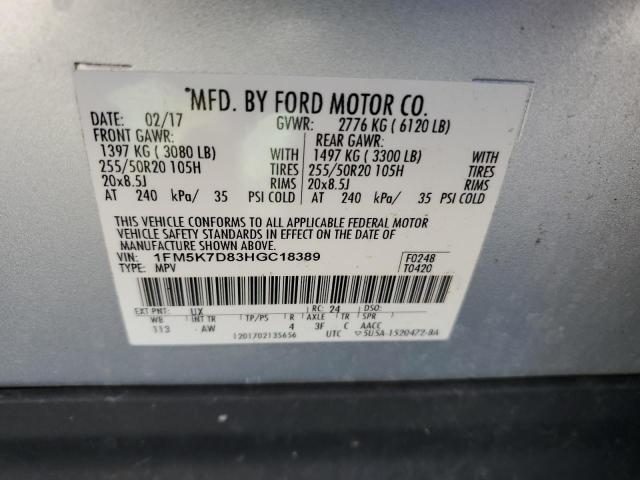 MFD. BY FORD MOTOR CO.
DATE: 02/17 GVWR: 2776 KG ( 6120 LB)
FRONT GAWR: REAR GAWR:
1397 KG ( 3080 LB) WITH 1497 KG ( 3300 LB) WITH
255/50R20 105H TIRES 255/50R20 105H TIRES
20x8.5J RIMS 20x8.5J RIMS
AT 240 kPa/ 35 PSI COLD AT 240 kPa/ 35 PSI COLD
THIS VEHICLE CONFORMS TO ALL APPLICABLE FEDERAL MOTOR
VEHICLE SAFETY STANDARDS IN EFFECT ON THE DATE OF
MANUFACTURE SHOWN ABOVE.
VIN: 1FM5K7D83HGC18389 F0248
TYPE: MPV T0420
EXT PNT: UX RC: 24 DSO:
WB INT TR TP/PS R AXLE TR SPR
113 AW 4 3F C AACC
1201702135656 UTC 5U5A-1520472-BA